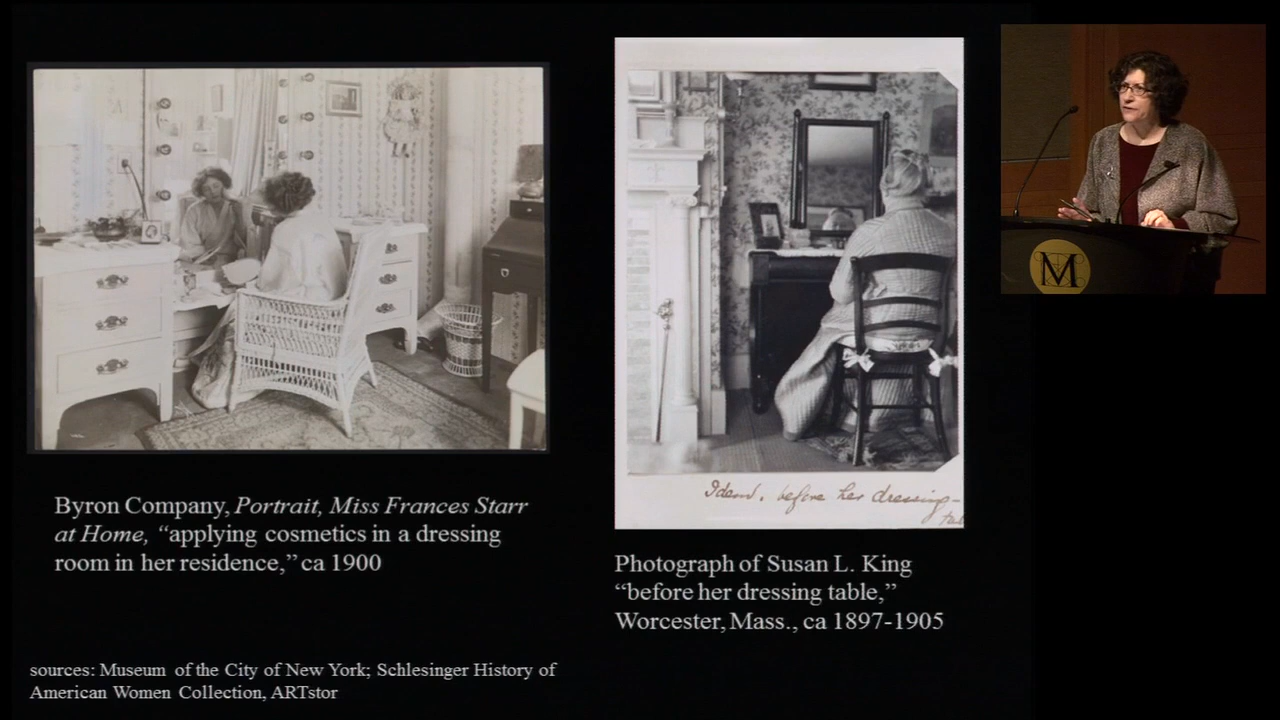 Idem, before her dressing-
Byron Company, Portrait, Miss Frances Starr
at Home, “applying cosmetics in a dressing
room in her residence,” ca 1900
Photograph of Susan L. King
“before her dressing table,”
Worcester, Mass., ca 1897-1905
sources: Museum of the City of New York; Schlesinger History of
American Women Collection, ARTstor
M